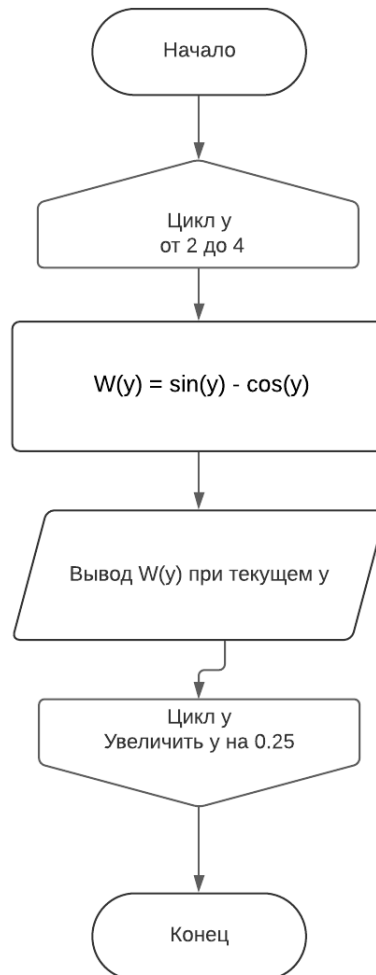 Начало
Цикл y
от 2 до 4
W(y) = sin(y) - cos(y)
Вывод W(y) при текущем y
Цикл y
Увеличить y на 0.25
Конец